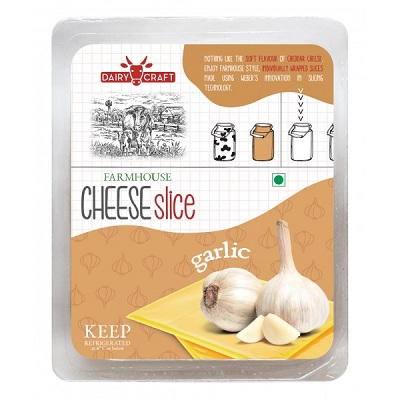 DAIRY CRAFT
NOTHING LIKE THE SOFT FLAVOUR OF CHEDDAR CHEESE.
ENJOY FARMHOUSE STYLE, INDIVIDUALLY WRAPPED SLICES
MADE USING WEBER'S INNOVATION IN SLICING
TECHNOLOGY.
FARMHOUSE
CHEESE slice
garlic
KEEP
REFRIGERATED